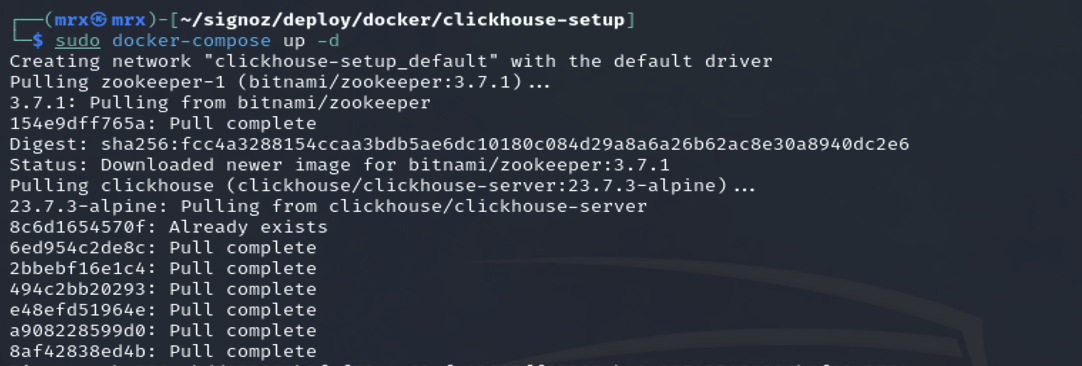 ┌──(mrx㉿mrx)-[~/signoz/deploy/docker/clickhouse-setup]
└─$ sudo docker-compose up -d
Creating network "clickhouse-setup_default" with the default driver
Pulling zookeeper-1 (bitnami/zookeeper:3.7.1)...
3.7.1: Pulling from bitnami/zookeeper
154e9dff765a: Pull complete
Digest: sha256:fcc4a3288154ccaa3bdb5ae6dc10180c084d29a8a6a26b62ac8e30a8940dc2e6
Status: Downloaded newer image for bitnami/zookeeper:3.7.1
Pulling clickhouse (clickhouse/clickhouse-server:23.7.3-alpine)...
23.7.3-alpine: Pulling from clickhouse/clickhouse-server
8c6d1654570f: Already exists
6ed954c2de8c: Pull complete
2bbebf16e1c4: Pull complete
494c2bb20293: Pull complete
e48efd51964e: Pull complete
a908228599d0: Pull complete
8af42838ed4b: Pull complete